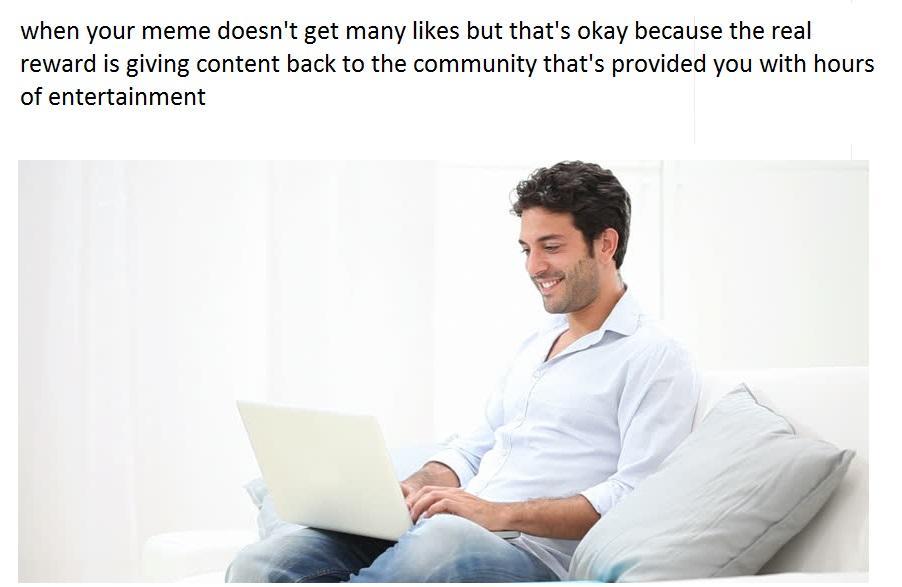 when your meme doesn't get many likes but that's okay because the real
reward is giving content back to the community that's provided you with hours
of entertainment